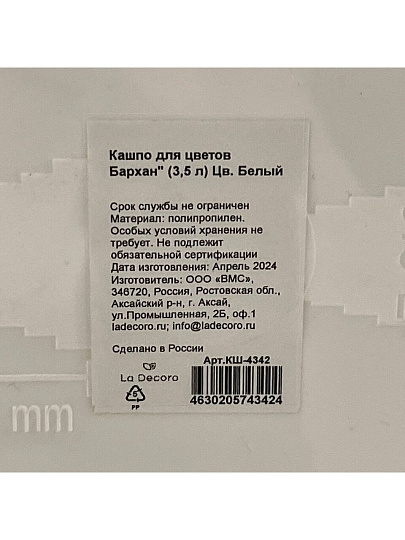 Кашпо для цветов
Бархан" (3,5 л) Цв. Белый
Срок службы не ограничен
Материал: полипропилен.
Особых условий хранения не
требует. Не подлежит
обязательной сертификации
Дата изготовления: Апрель 2024
Изготовитель: ООО «ВМС»,
346720, Россия, Ростовская обл.,
Аксайский р-н, г. Аксай,
ул.Промышленная, 2Б, оф.1
ladecoro.ru; info@ladecoro.ru
Сделано в России
Арт.КШ-4342
La Decoro
5
PP
4630205743424
mm